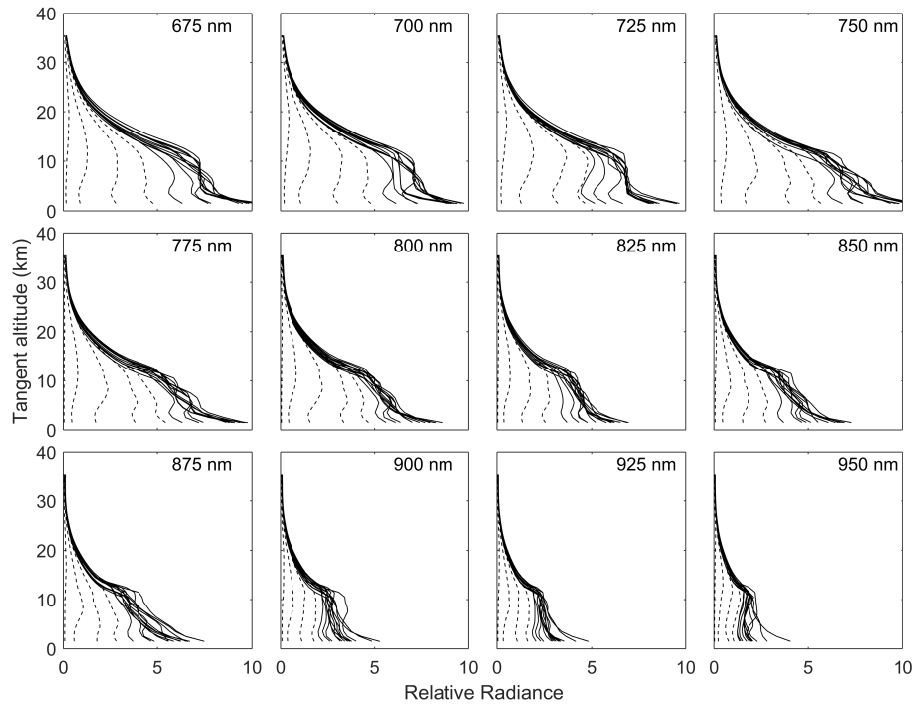 675 nm
700 nm
725 nm
750 nm
40
30
20
10
0
0
5
10
0
5
10
0
5
10
0
5
10
775 nm
800 nm
825 nm
850 nm
40
30
20
10
0
Tangent altitude (km)
875 nm
900 nm
925 nm
950 nm
40
30
20
10
0
Relative Radiance